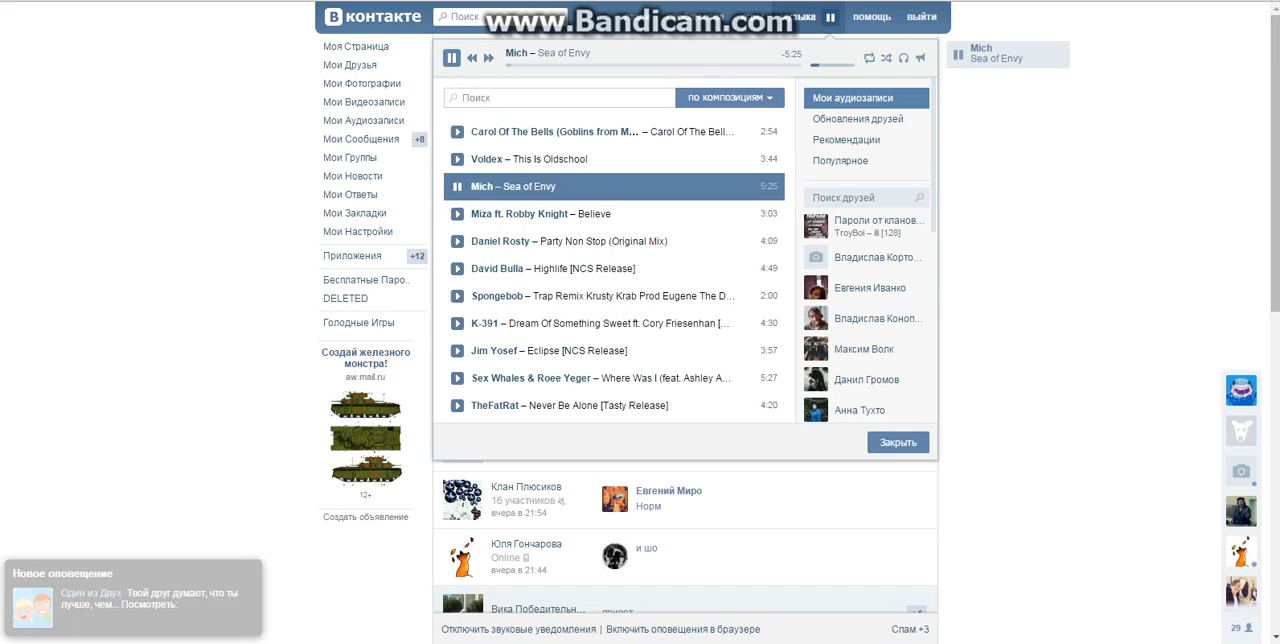 В контакте
Поиск
www.Bandicam.com
помощь
выйти
Моя Страница
Мои Друзья
Мои Фотографии
Мои Видеозаписи
Мои Аудиозаписи
Мои Сообщения +8
Мои Группы
Мои Новости
Мои Ответы
Мои Закладки
Мои Настройки
Приложения +12
Бесплатные Паро..
DELETED
Голодные Игры
Создай железного
монстра!
aw.mail.ru
12+
Создать объявление
Mich – Sea of Envy -5:25
Поиск
по композициям
Carol Of The Bells (Goblins from M... – Carol Of The Bell... 2:54
Voldex – This Is Oldschool 3:44
Mich – Sea of Envy 5:25
Miza ft. Robby Knight – Believe 3:03
Daniel Rosty – Party Non Stop (Original Mix) 4:09
David Bulla – Highlife [NCS Release] 4:49
Spongebob – Trap Remix Krusty Krab Prod Eugene The D... 2:00
K-391 – Dream Of Something Sweet ft. Cory Friesenhan [... 4:30
Jim Yosef – Eclipse [NCS Release] 3:57
Sex Whales & Roee Yeger – Where Was I (feat. Ashley A... 5:27
TheFatRat – Never Be Alone [Tasty Release] 4:20
Мои аудиозаписи
Обновления друзей
Рекомендации
Популярное
Поиск друзей
Пароли от кланов...
TroyBoi – ili [128]
Владислав Корто...
Евгения Иванко
Владислав Коноп...
Максим Волк
Данил Громов
Анна Тухто
Закрыть
Mich
Sea of Envy
Клан Плюсиков
16 участников
вчера в 21:54
Евгений Миро
Норм
Юля Гончарова
Online
вчера в 21:44
и шо
Вика Победительн...
привет
Отключить звуковые уведомления | Включить оповещения в браузере
Спам +3
Новое оповещение
Один из Двух Твой друг думает, что ты
лучше, чем... Посмотреть:
29